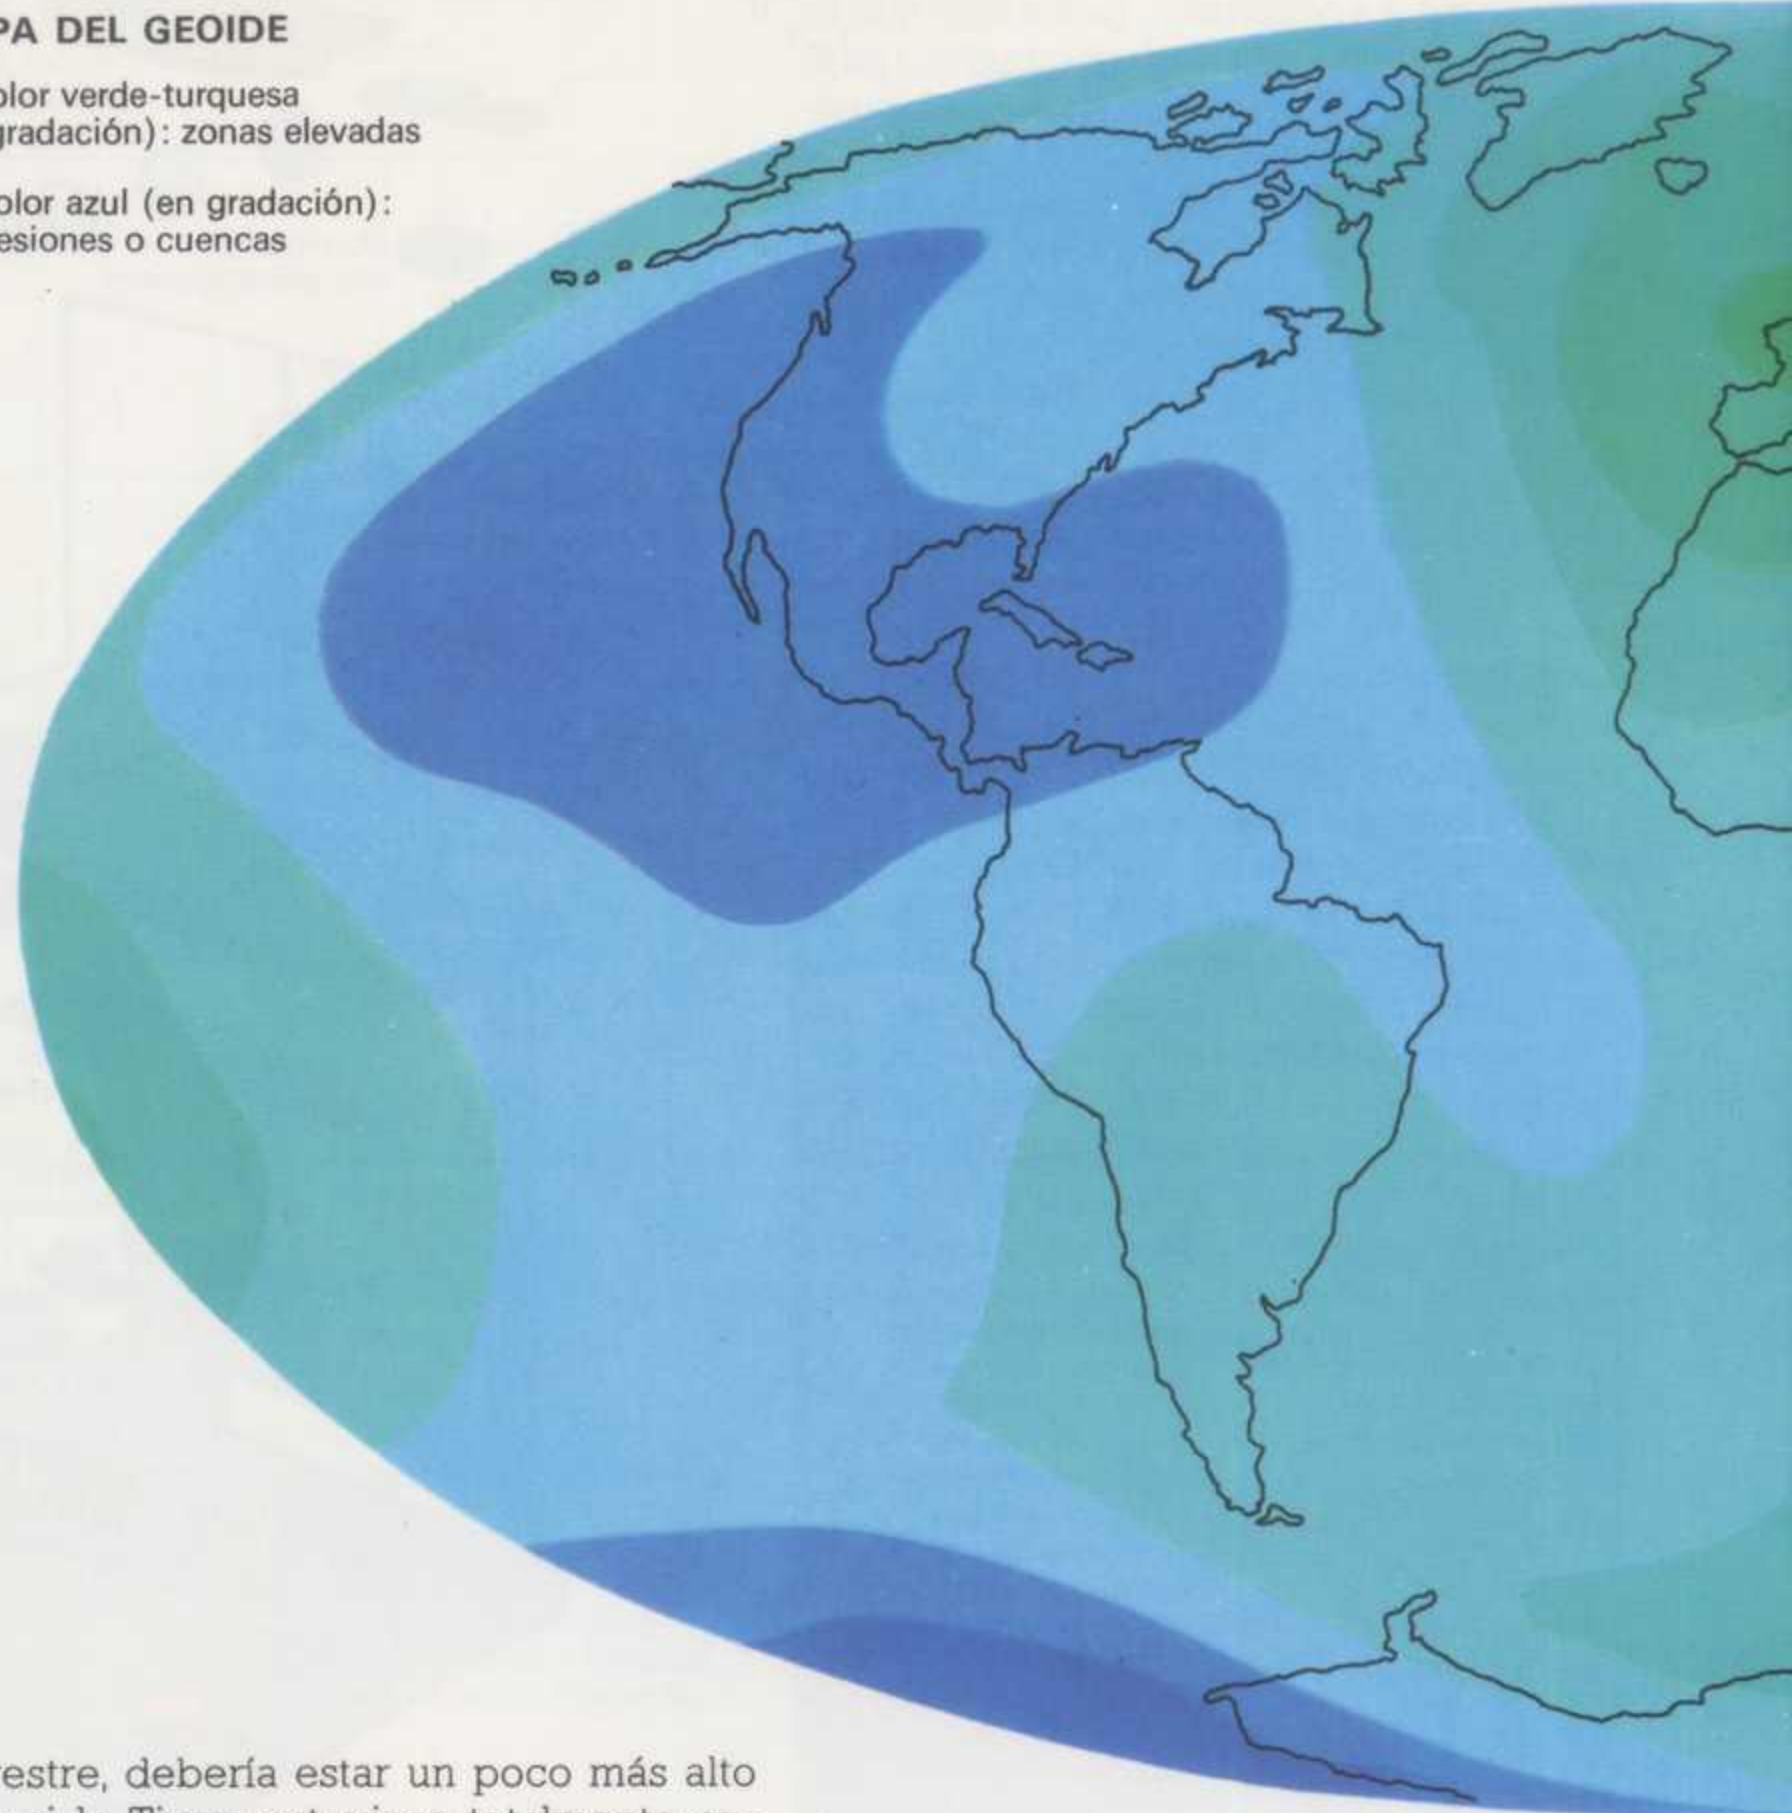 PA DEL GEOIDE
olor verde-turquesa
gradación): zonas elevadas
olor azul (en gradación):
esiones o cuencas
restre, debería estar un poco más alto